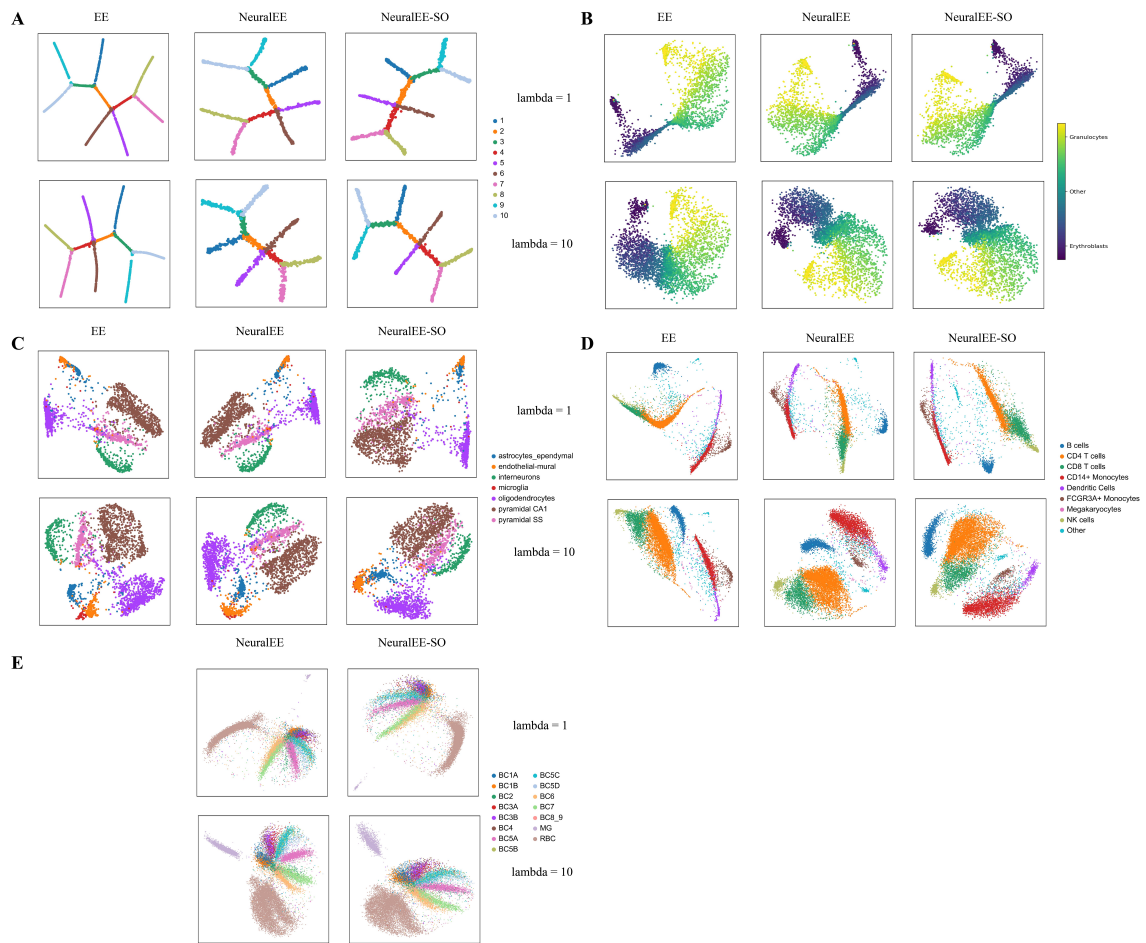 A
EE
NeuralEE
NeuralEE-SO
lambda = 1
1
2
3
4
5
6
7
8
9
10
lambda = 10
B
EE
NeuralEE
NeuralEE-SO
Granulocytes
Other
Erythroblasts
C
EE
NeuralEE
NeuralEE-SO
lambda = 1
astrocytes_ependymal
endothelial-mural
interneurons
microglia
oligodendrocytes
pyramidal CA1
pyramidal SS
lambda = 10
D
EE
NeuralEE
NeuralEE-SO
B cells
CD4 T cells
CD8 T cells
CD14+ Monocytes
Dendritic Cells
FCGR3A+ Monocytes
Megakaryocytes
NK cells
Other
E
NeuralEE
NeuralEE-SO
lambda = 1
BC1A BC5C
BC1B BC5D
BC2 BC6
BC3A BC7
BC3B BC8_9
BC4 MG
BC5A RBC
BC5B
lambda = 10